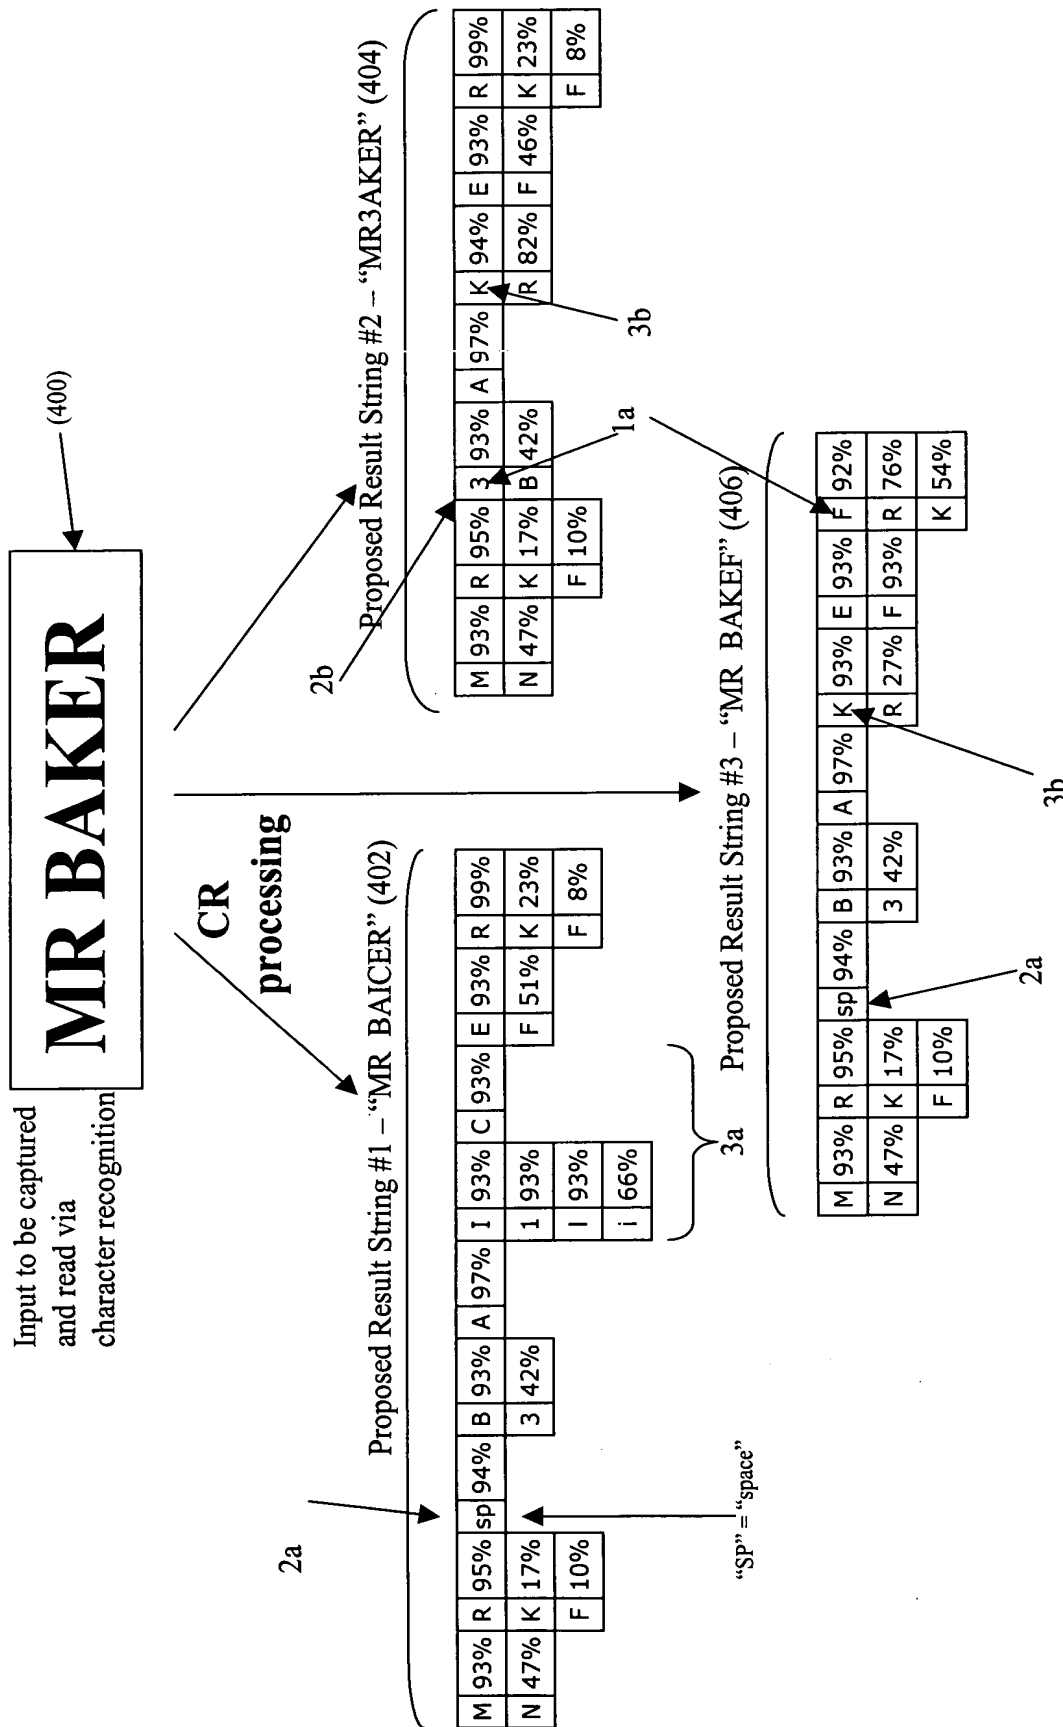 Input to be captured
and read via
character recognition
MR BAKER
(400)
CR
processing
Proposed Result String #1 – “MR BAICER” (402)
2a
M 93% R 95% sp 94% B 93% A 97% I 93% C 93% E 93% R 99%
N 47% K 17% 3 42% 1 93% F 51% K 23%
F 10% l 93% F 8%
i 66%
3a
“SP” = “space”
Proposed Result String #2 – “MR3AKER” (404)
2b
M 93% R 95% 3 93% A 97% K 94% E 93% R 99%
N 47% K 17% B 42% R 82% F 46% K 23%
F 10% F 8%
3b
1a
Proposed Result String #3 – “MR BAKEF” (406)
M 93% R 95% sp 94% B 93% A 97% K 93% E 93% F 92%
N 47% K 17% 3 42% R 27% F 93% R 76%
F 10% K 54%
2a
3b